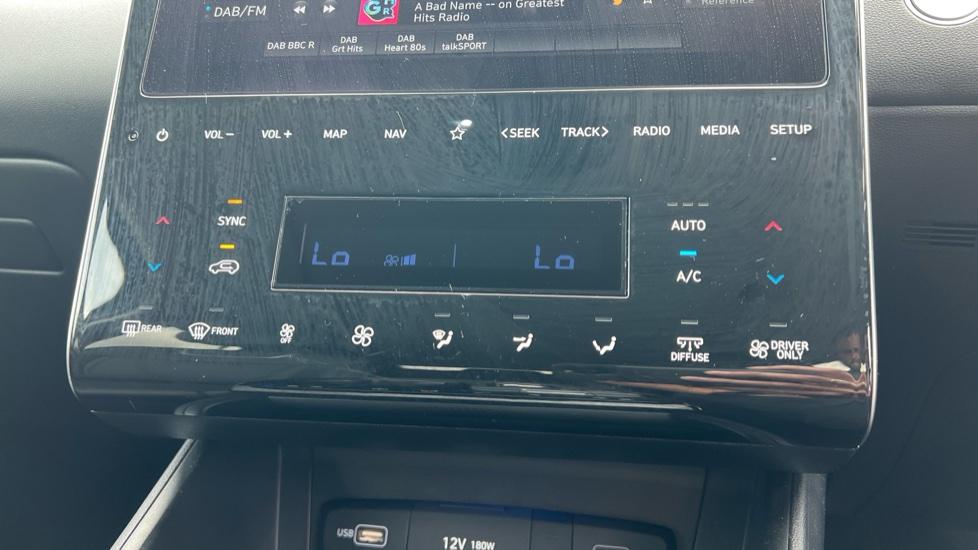 DAB/FM
A Bad Name -- on Greatest
Hits Radio
Reference
DAB BBC R
DAB
Grt Hits
DAB
Heart 80s
DAB
talkSPORT
VOL− VOL+ MAP NAV <SEEK TRACK> RADIO MEDIA SETUP
SYNC
AUTO
Lo Lo
A/C
REAR FRONT
OFF
DIFFUSE
DRIVER
ONLY
USB
12V 180W